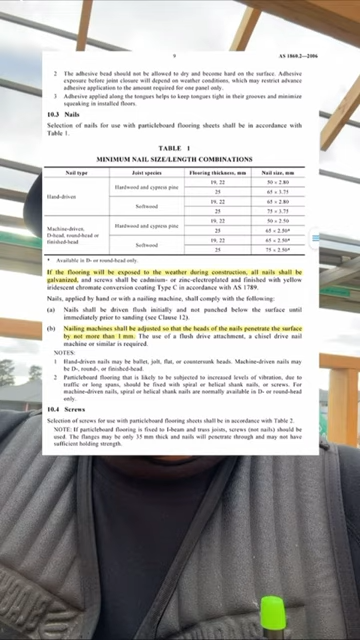 9
AS 1860.2—2006
2 The adhesive bead should not be allowed to dry and become hard on the surface. Adhesive
exposure before joint closure will depend on weather conditions, which may restrict advance
adhesive application to the amount required for one panel only.
3 Adhesive applied along the tongues helps to keep tongues tight in their grooves and minimize
squeaking in installed floors.
10.3 Nails
Selection of nails for use with particleboard flooring sheets shall be in accordance with
Table 1.
TABLE 1
MINIMUM NAIL SIZE/LENGTH COMBINATIONS
Nail type Joint species Flooring thickness, mm Nail size, mm
Hand-driven Hardwood and cypress pine 19, 22 50 × 2.80
25 65 × 3.75
Softwood 19, 22 65 × 2.80
25 75 × 3.75
Machine-driven, D-head, round-head or finished-head Hardwood and cypress pine 19, 22 50 × 2.50
25 65 × 2.50*
Softwood 19, 22 65 × 2.50*
25 75 × 2.50*
* Available in D- or round-head only.
If the flooring will be exposed to the weather during construction, all nails shall be
galvanized, and screws shall be cadmium- or zinc-electroplated and finished with yellow
iridescent chromate conversion coating Type C in accordance with AS 1789.
Nails, applied by hand or with a nailing machine, shall comply with the following:
(a) Nails shall be driven flush initially and not punched below the surface until
immediately prior to sanding (see Clause 12).
(b) Nailing machines shall be adjusted so that the heads of the nails penetrate the surface
by not more than 1 mm. The use of a flush drive attachment, a chisel drive nail
machine or similar is required.
NOTES:
1 Hand-driven nails may be bullet, jolt, flat, or countersunk heads. Machine-driven nails may
be D-, round-, or finished-head.
2 Particleboard flooring that is likely to be subjected to increased levels of vibration, due to
traffic or long spans, should be fixed with spiral or helical shank nails, or screws. For
machine-driven nails, spiral or helical shank nails are normally available in D- or round-head
only.
10.4 Screws
Selection of screws for use with particleboard flooring sheets shall be in accordance with Table 2.
NOTE: If particleboard flooring is fixed to I-beam and truss joists, screws (not nails) should be
used. The flanges may be only 35 mm thick and nails will penetrate through and may not have
sufficient holding strength.